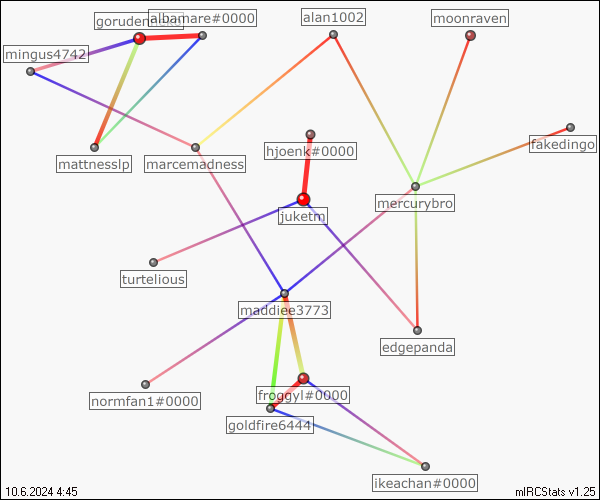 albamare#0000
alan1002
moonraven
mingus4742
fakedingo
hjoenk#0000
mattnesslp
marcemadness
mercurybro
juketm
turtelious
maddiee3773
edgepanda
froggyl#0000
normfan1#0000
goldfire6444
ikeachan#0000
10.6.2024 4:45
mIRCStats v1.25